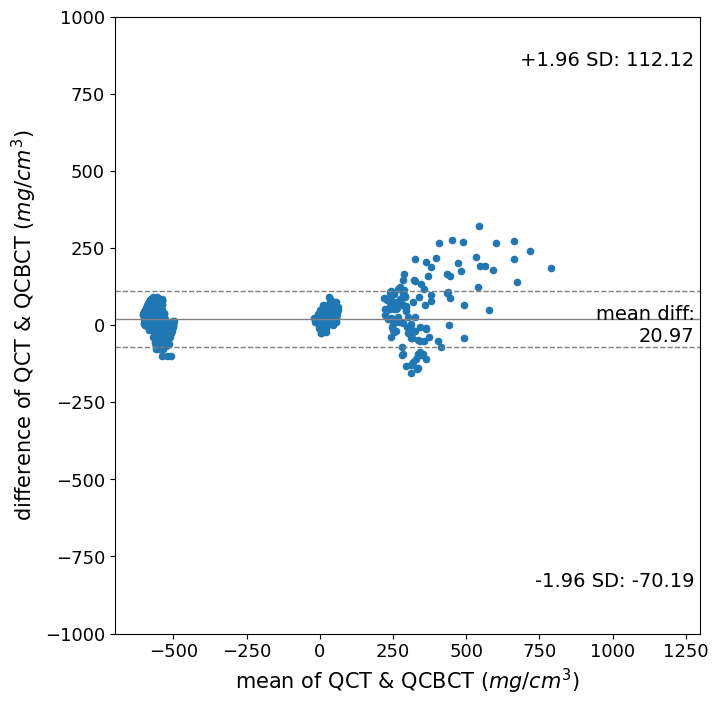 1000
750
500
250
0
−250
−500
−750
−1000
difference of QCT & QCBCT (mg/cm³)
+1.96 SD: 112.12
mean diff:
20.97
-1.96 SD: -70.19
−500 −250 0 250 500 750 1000 1250
mean of QCT & QCBCT (mg/cm³)